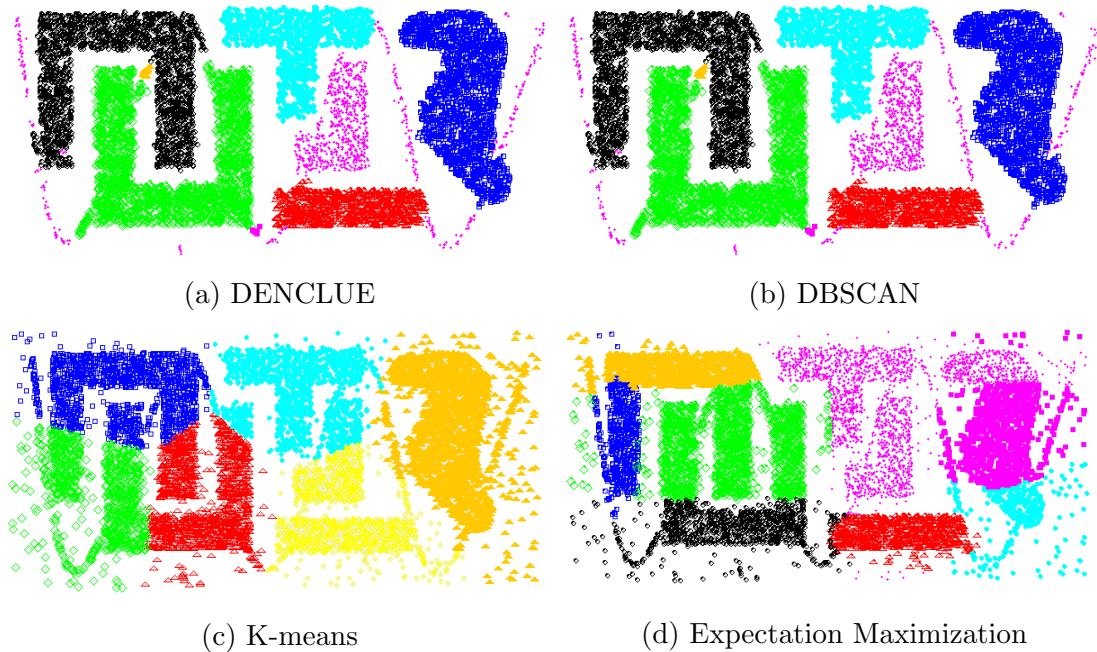 (a) DENCLUE
(b) DBSCAN
(c) K-means
(d) Expectation Maximization